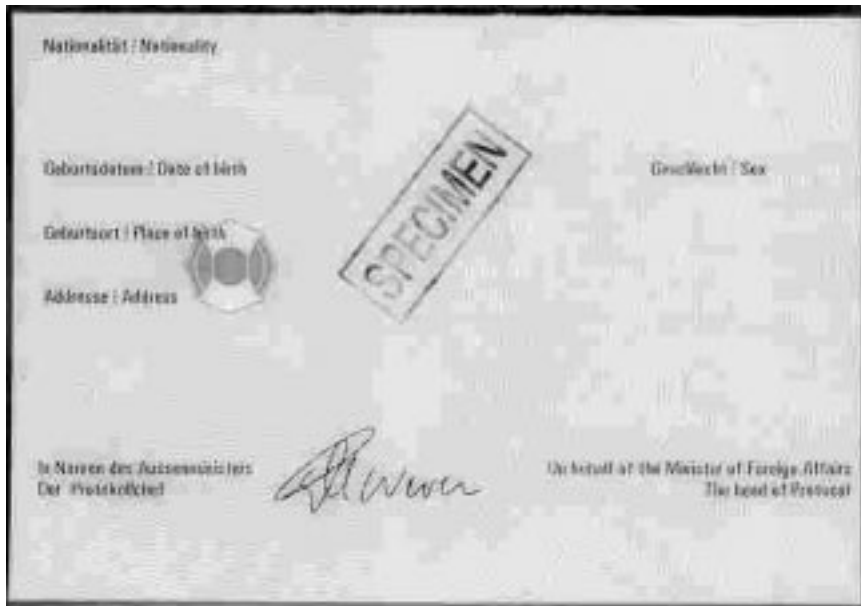 Nationalität / Nationality
Geburtsdatum / Date of birth
Geschlecht / Sex
Geburtsort / Place of birth
Addresse / Address
SPECIMEN
In Namen des Aussenministers
Der Protokollchef
On behalf of the Minister of Foreign Affairs
The head of Protocol